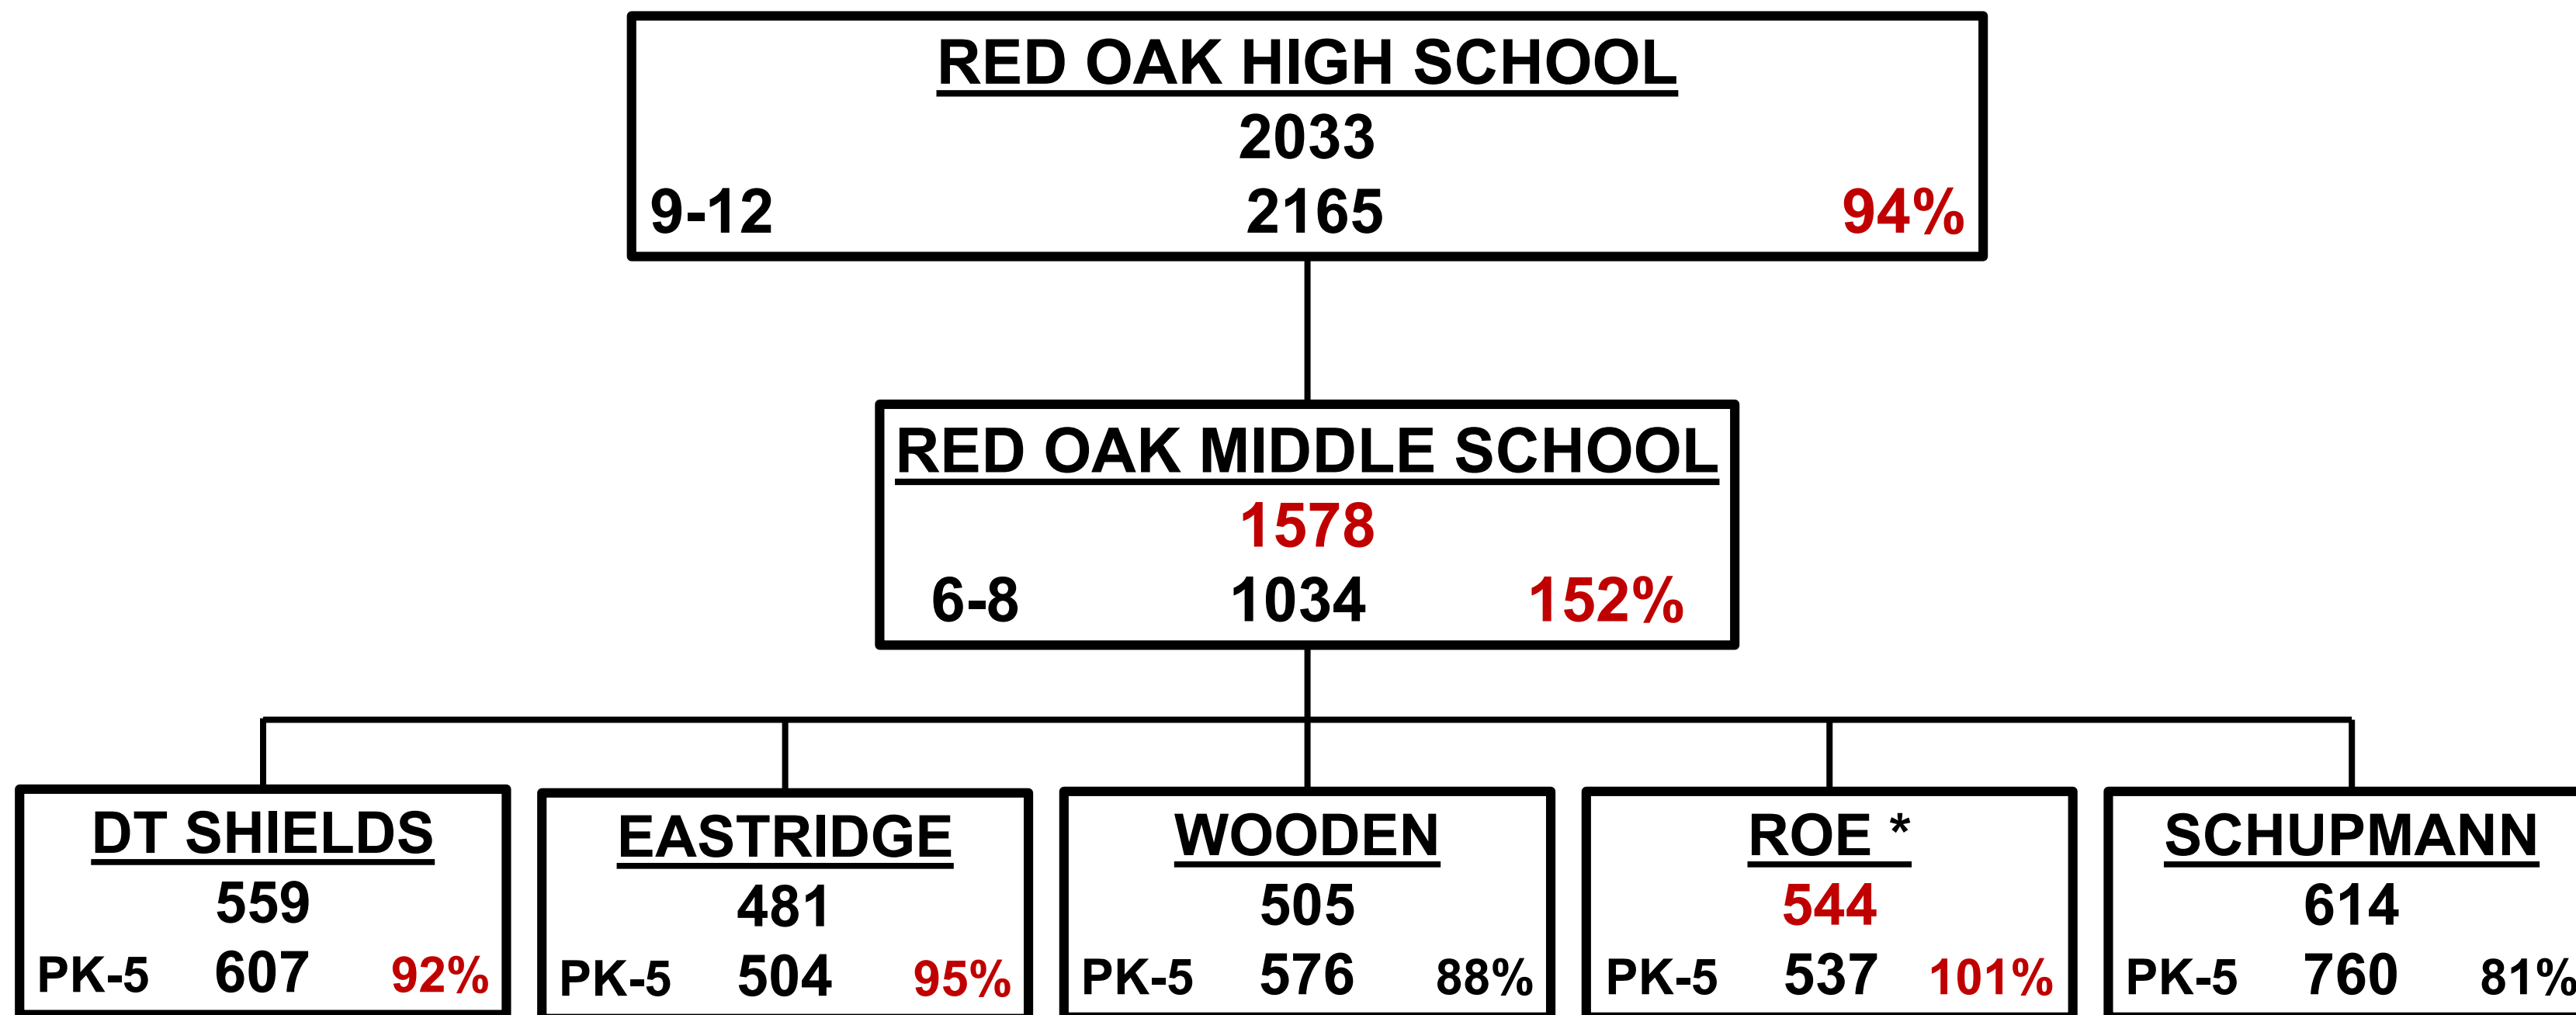 RED OAK HIGH SCHOOL
2033
9-12 2165 94%
RED OAK MIDDLE SCHOOL
1578
6-8 1034 152%
DT SHIELDS
559
PK-5 607 92%
EASTRIDGE
481
PK-5 504 95%
WOODEN
505
PK-5 576 88%
ROE *
544
PK-5 537 101%
SCHUPMANN
614
PK-5 760 81%